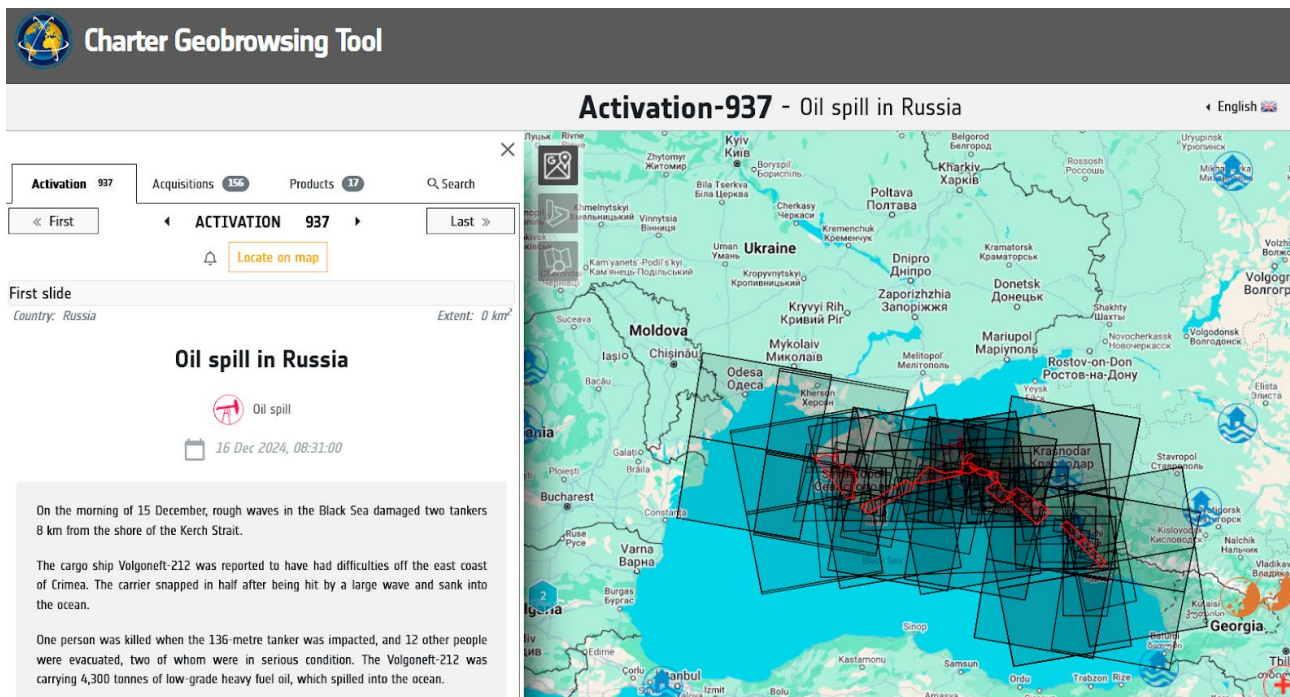 Charter Geobrowsing Tool
Activation-937 - Oil spill in Russia
English
Activation 937
Acquisitions 156
Products 17
Search
« First
ACTIVATION 937
Last »
Locate on map
First slide
Country: Russia
Extent: 0 km²
Oil spill in Russia
Oil spill
16 Dec 2024, 08:31:00
On the morning of 15 December, rough waves in the Black Sea damaged two tankers
8 km from the shore of the Kerch Strait.
The cargo ship Volgoneft-212 was reported to have had difficulties off the east coast
of Crimea. The carrier snapped in half after being hit by a large wave and sank into
the ocean.
One person was killed when the 136-metre tanker was impacted, and 12 other people
were evacuated, two of whom were in serious condition. The Volgoneft-212 was
carrying 4,300 tonnes of low-grade heavy fuel oil, which spilled into the ocean.
Луцьк
Rivne
Kyiv
Київ
Zhytomyr
Житомир
Boryspil'
Бориспіль
Belgorod
Белгород
Kharkiv
Харків
Rossosh
Россошь
Uryupinsk
Урюпинск
Bila Tserkva
Біла Церква
Poltava
Полтава
Khmelnytskyi
Хмельницький
Vinnytsia
Вінниця
Cherkasy
Черкаси
Kremenchuk
Кременчук
Uman
Умань
Ukraine
Kramatorsk
Краматорськ
Kam'yanets'-Podil's'kyi
Кам'янець-Подільський
Kropyvnytskyi
Кропивницький
Dnipro
Дніпро
Donetsk
Донецьк
Volgogr
Волгогр
Kryvyi Rih
Кривий Ріг
Zaporizhzhia
Запоріжжя
Shakhty
Шахты
Suceava
Moldova
Iași
Chișinău
Mykolaiv
Миколаїв
Melitopol'
Мелітополь
Mariupol
Маріуполь
Novocherkassk
Новочеркасск
Volgodonsk
Волгодонск
Rostov-on-Don
Ростов-на-Дону
Odesa
Одеса
Kherson
Херсон
Yeysk
Ейск
Elista
Элиста
Bacău
Galați
Brăila
Ploiești
Bucharest
Constanța
Krasnodar
Краснодар
Stavropol
Ставрополь
Kislovodsk
Кисловодск
Nalchik
Нальчик
Ruse
Русе
Varna
Варна
Black Sea
Burgas
Бургас
2
Vladikav
Владика
Kutaisi
Georgia
Batumi
Edirne
Sinop
Kastamonu
Samsun
Çorlu
Izmit
Bolu
Amasya
Ordu
Trabzon
Rize
Tbil